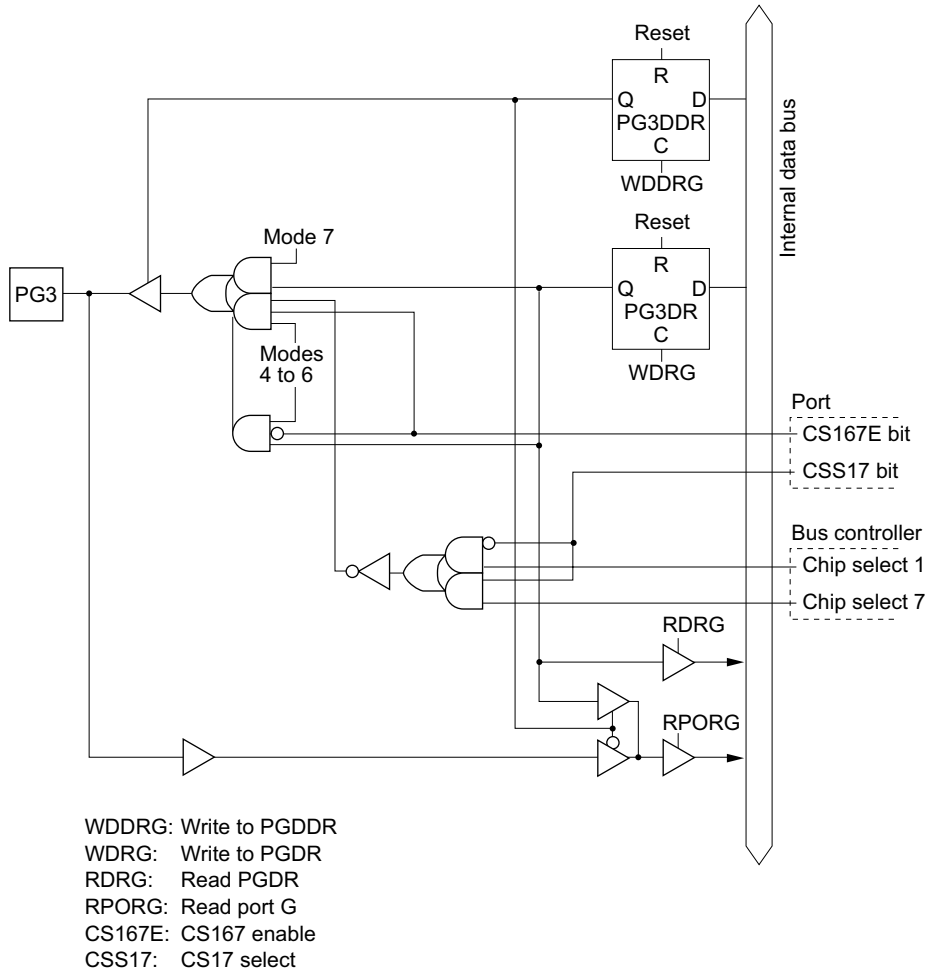 Reset
R
Q D
PG3DDR
C
WDDRG
Internal data bus
Reset
Mode 7
R
PG3
Q D
PG3DR
C
WDRG
Modes
4 to 6
Port
CS167E bit
CSS17 bit
Bus controller
Chip select 1
Chip select 7
RDRG
RPORG
WDDRG: Write to PGDDR
WDRG: Write to PGDR
RDRG: Read PGDR
RPORG: Read port G
CS167E: CS167 enable
CSS17: CS17 select